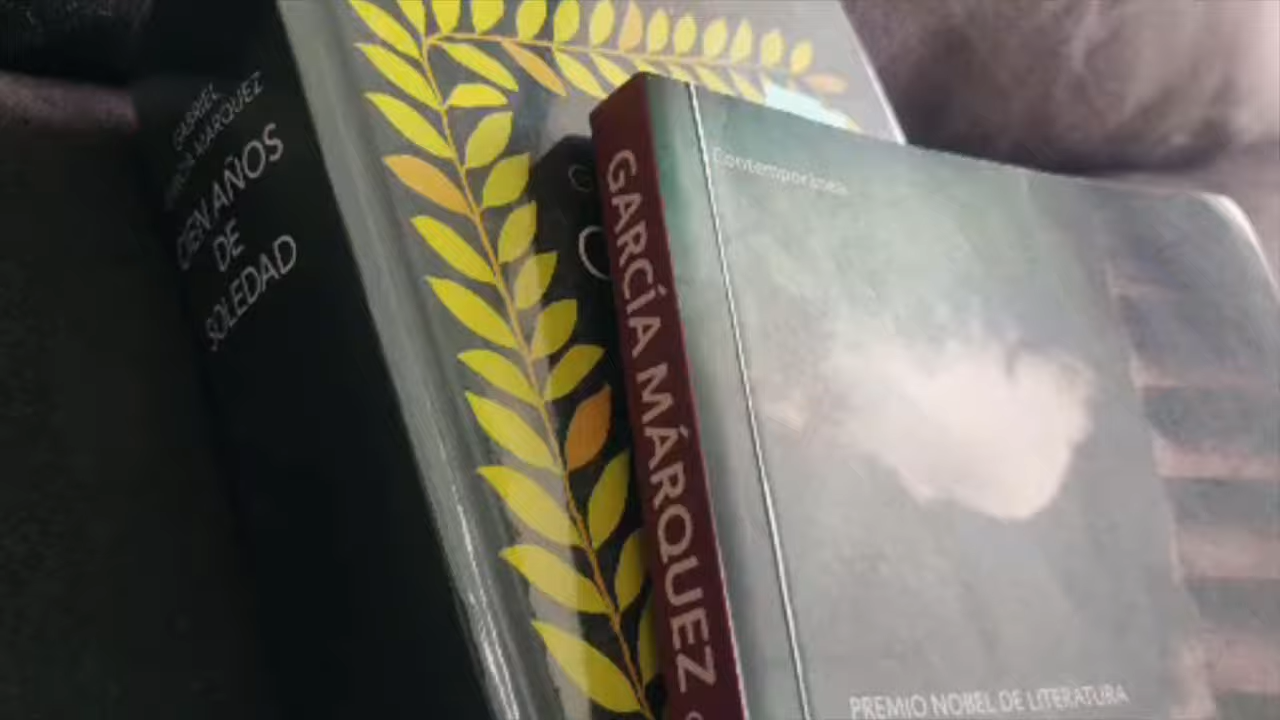 GABRIEL
GARCÍA MÁRQUEZ
CIEN AÑOS
DE
SOLEDAD
GARCÍA MÁRQUEZ
Contemporánea
PREMIO NOBEL DE LITERATURA